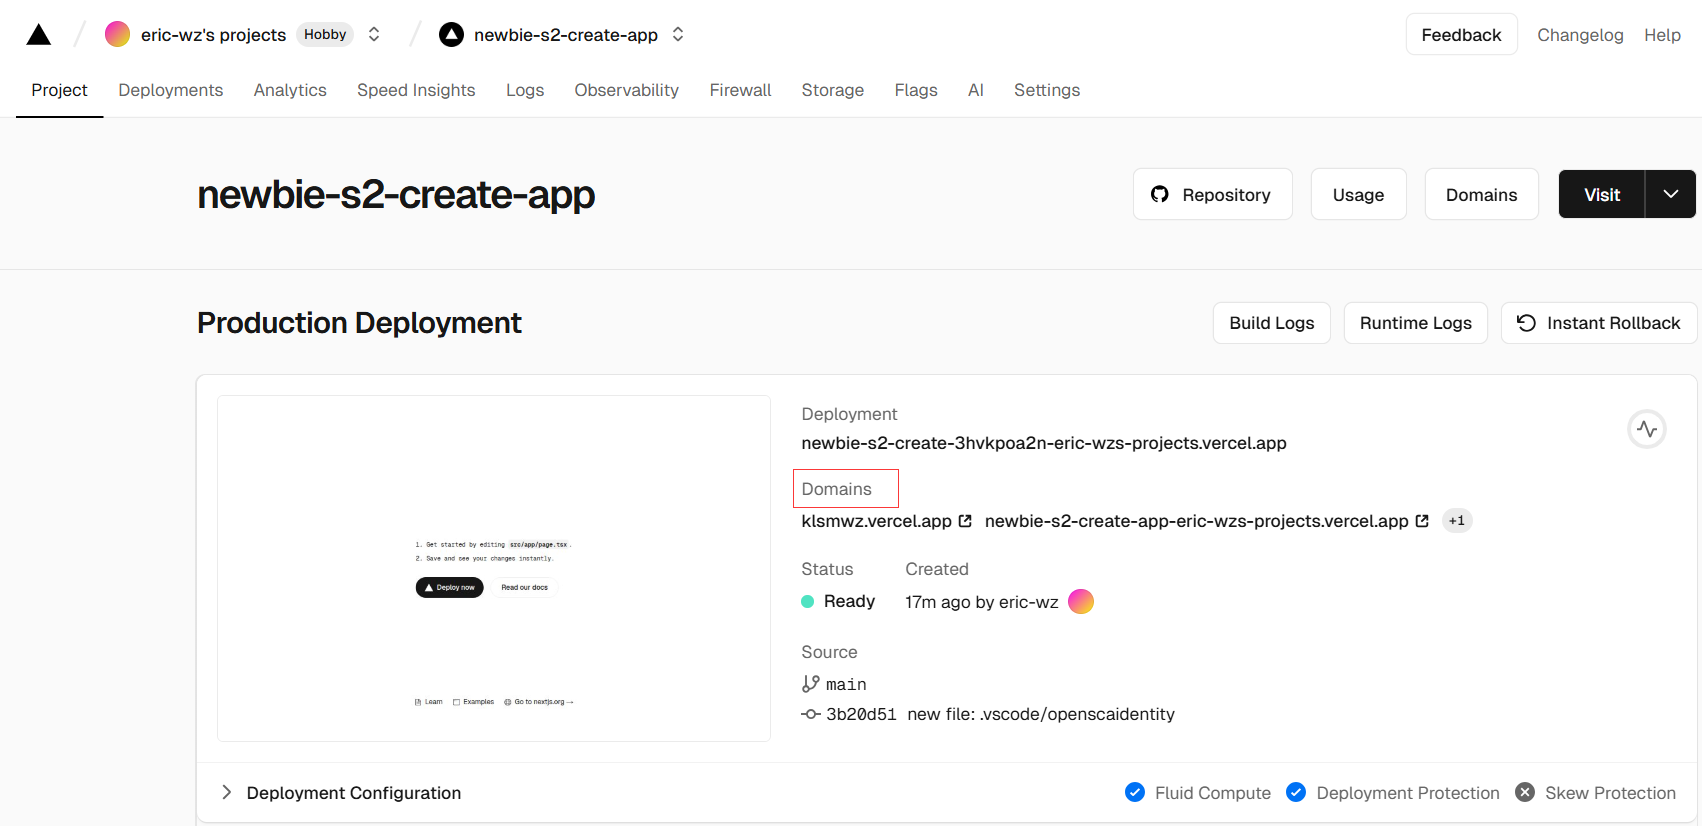 eric-wz's projects Hobby newbie-s2-create-app Feedback Changelog Help
Project Deployments Analytics Speed Insights Logs Observability Firewall Storage Flags AI Settings
newbie-s2-create-app Repository Usage Domains Visit
Production Deployment Build Logs Runtime Logs Instant Rollback
Deployment
newbie-s2-create-3hvkpoa2n-eric-wzs-projects.vercel.app
Domains
klsmwz.vercel.app newbie-s2-create-app-eric-wzs-projects.vercel.app +1
Status Created
Ready 17m ago by eric-wz
Source
main
3b20d51 new file: .vscode/openscaidentity
1. Get started by editing src/app/page.tsx.
2. Save and see your changes instantly.
Deploy now Read our docs
Learn Examples Go to nextjs.org →
Deployment Configuration Fluid Compute Deployment Protection Skew Protection